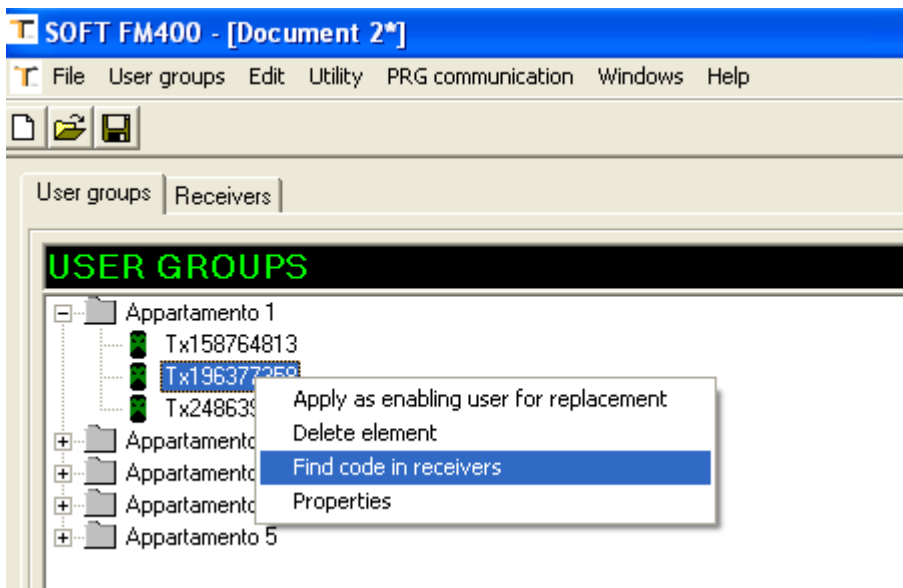 SOFT FM400 - [Document 2*]
File User groups Edit Utility PRG communication Windows Help
User groups Receivers
USER GROUPS
Appartamento 1
Tx158764813
Apply as enabling user for replacement
Delete element
Find code in receivers
Properties
Appartamento 5